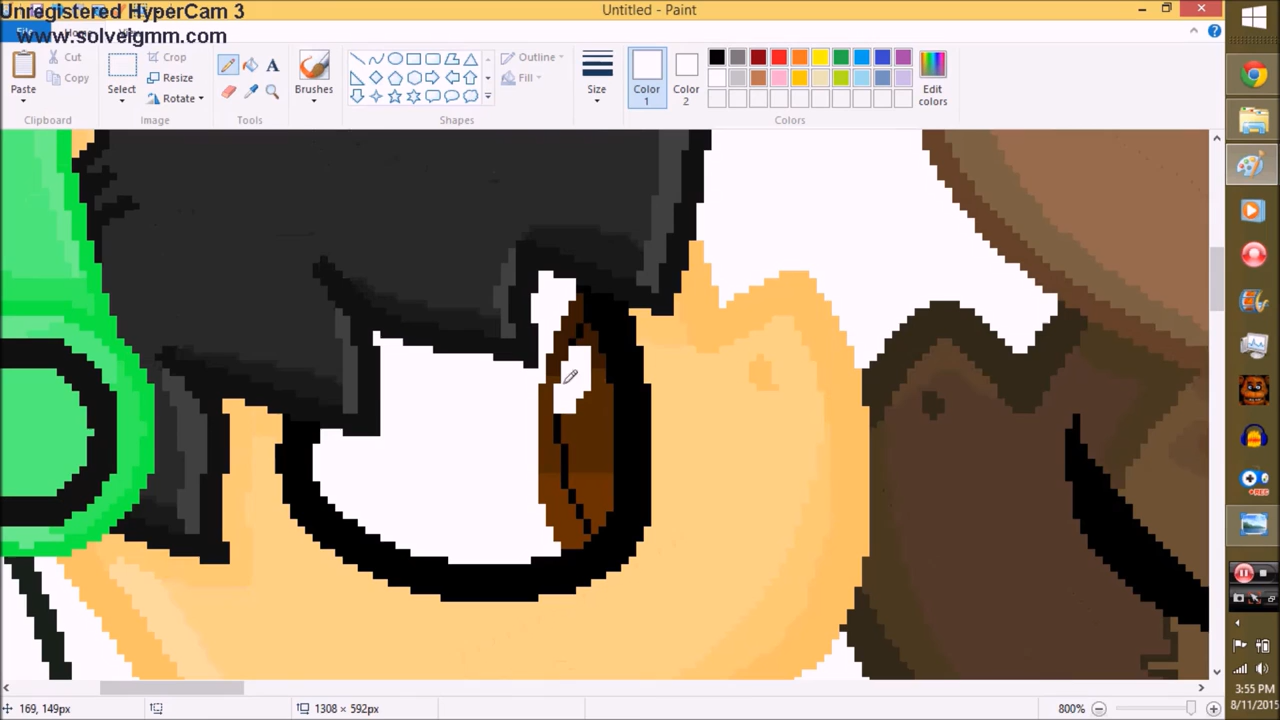 Unregistered HyperCam 3
www.solveigmm.com
Untitled - Paint
Paste
Cut
Copy
Clipboard
Select
Crop
Resize
Rotate
Image
A
Tools
Brushes
Outline
Fill
Shapes
Size
Color
1
Color
2
Edit
colors
Colors
169, 149px
1308 × 592px
800%
REC
3:55 PM
8/11/2015